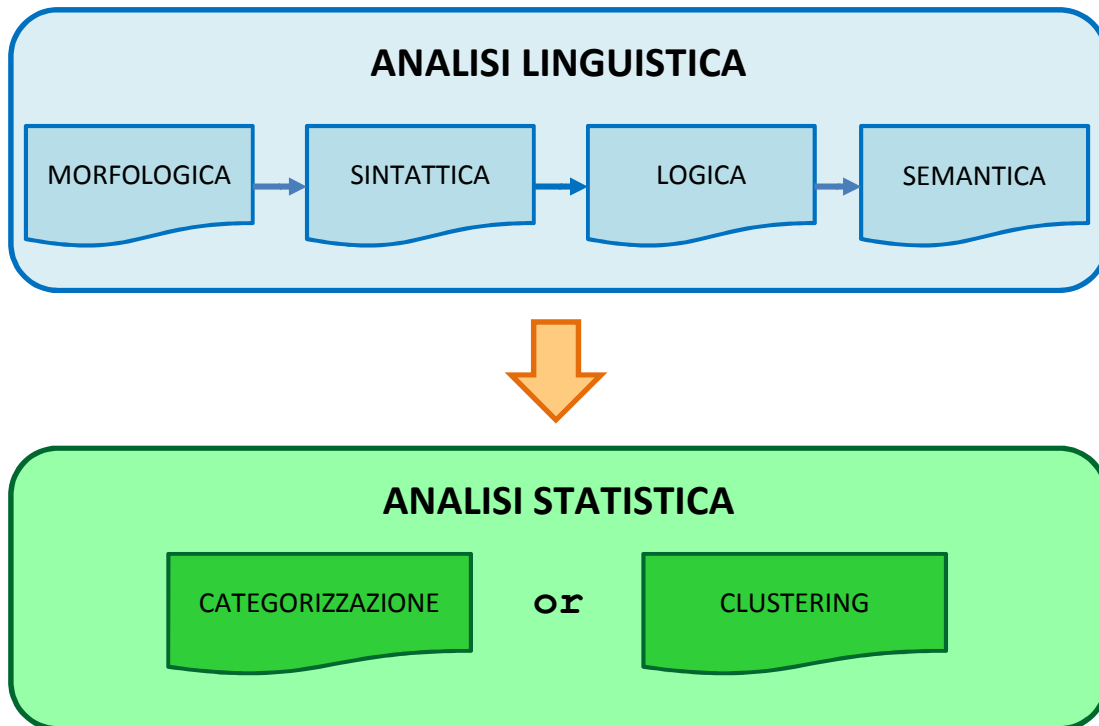 ANALISI LINGUISTICA
MORFOLOGICA
SINTATTICA
LOGICA
SEMANTICA
ANALISI STATISTICA
CATEGORIZZAZIONE
or
CLUSTERING